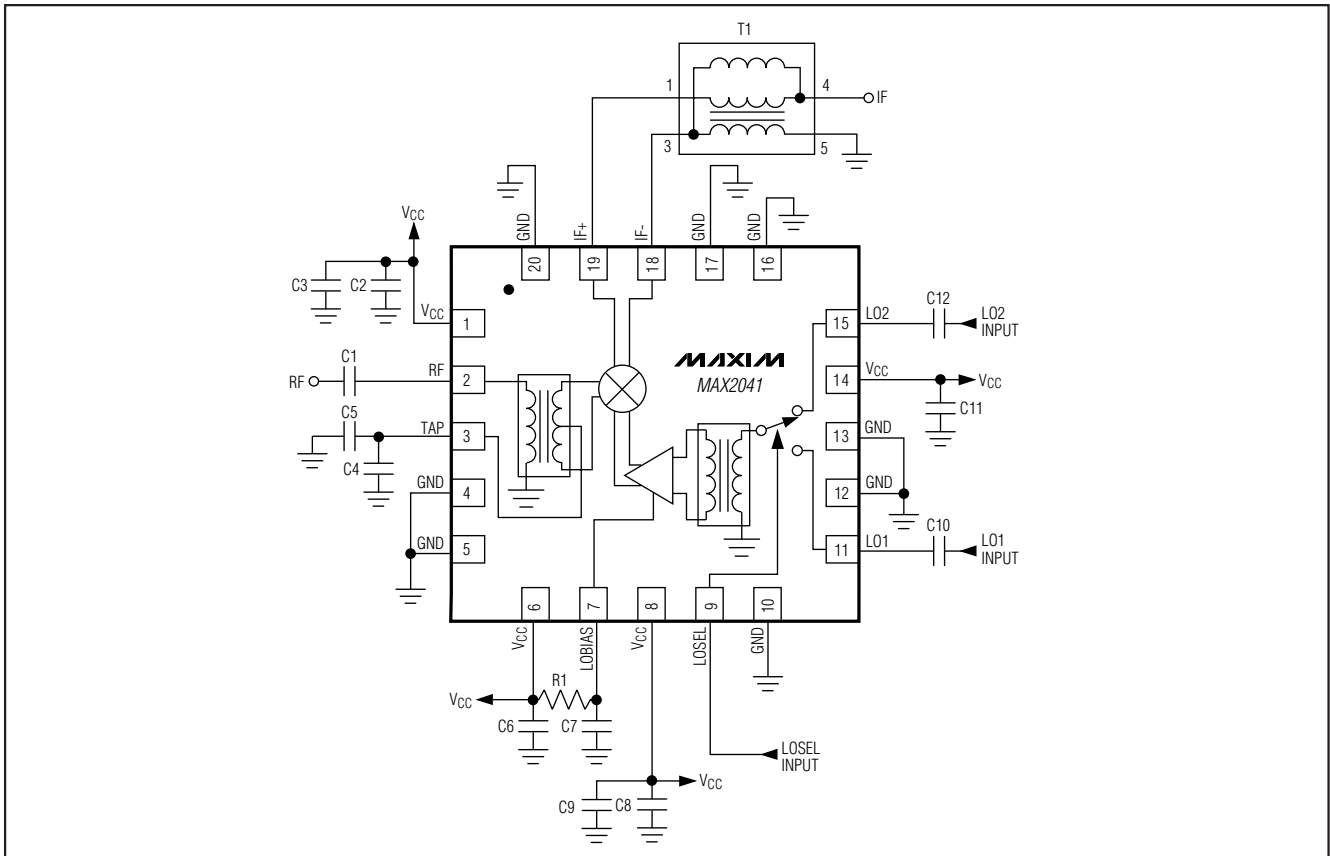 T1
1
4
IF
3
5
GND
IF+
IF-
GND
GND
20
19
18
17
16
VCC
C3
C2
VCC
1
C1
RF
RF
2
C5
TAP
3
C4
GND
4
GND
5
MAXIM
MAX2041
C12
LO2
LO2
INPUT
15
VCC
VCC
14
C11
GND
13
GND
12
C10
LO1
LO1
INPUT
11
6
7
8
9
10
VCC
LOBIAS
VCC
LOSEL
GND
VCC
R1
C6
C7
LOSEL
INPUT
VCC
C9
C8